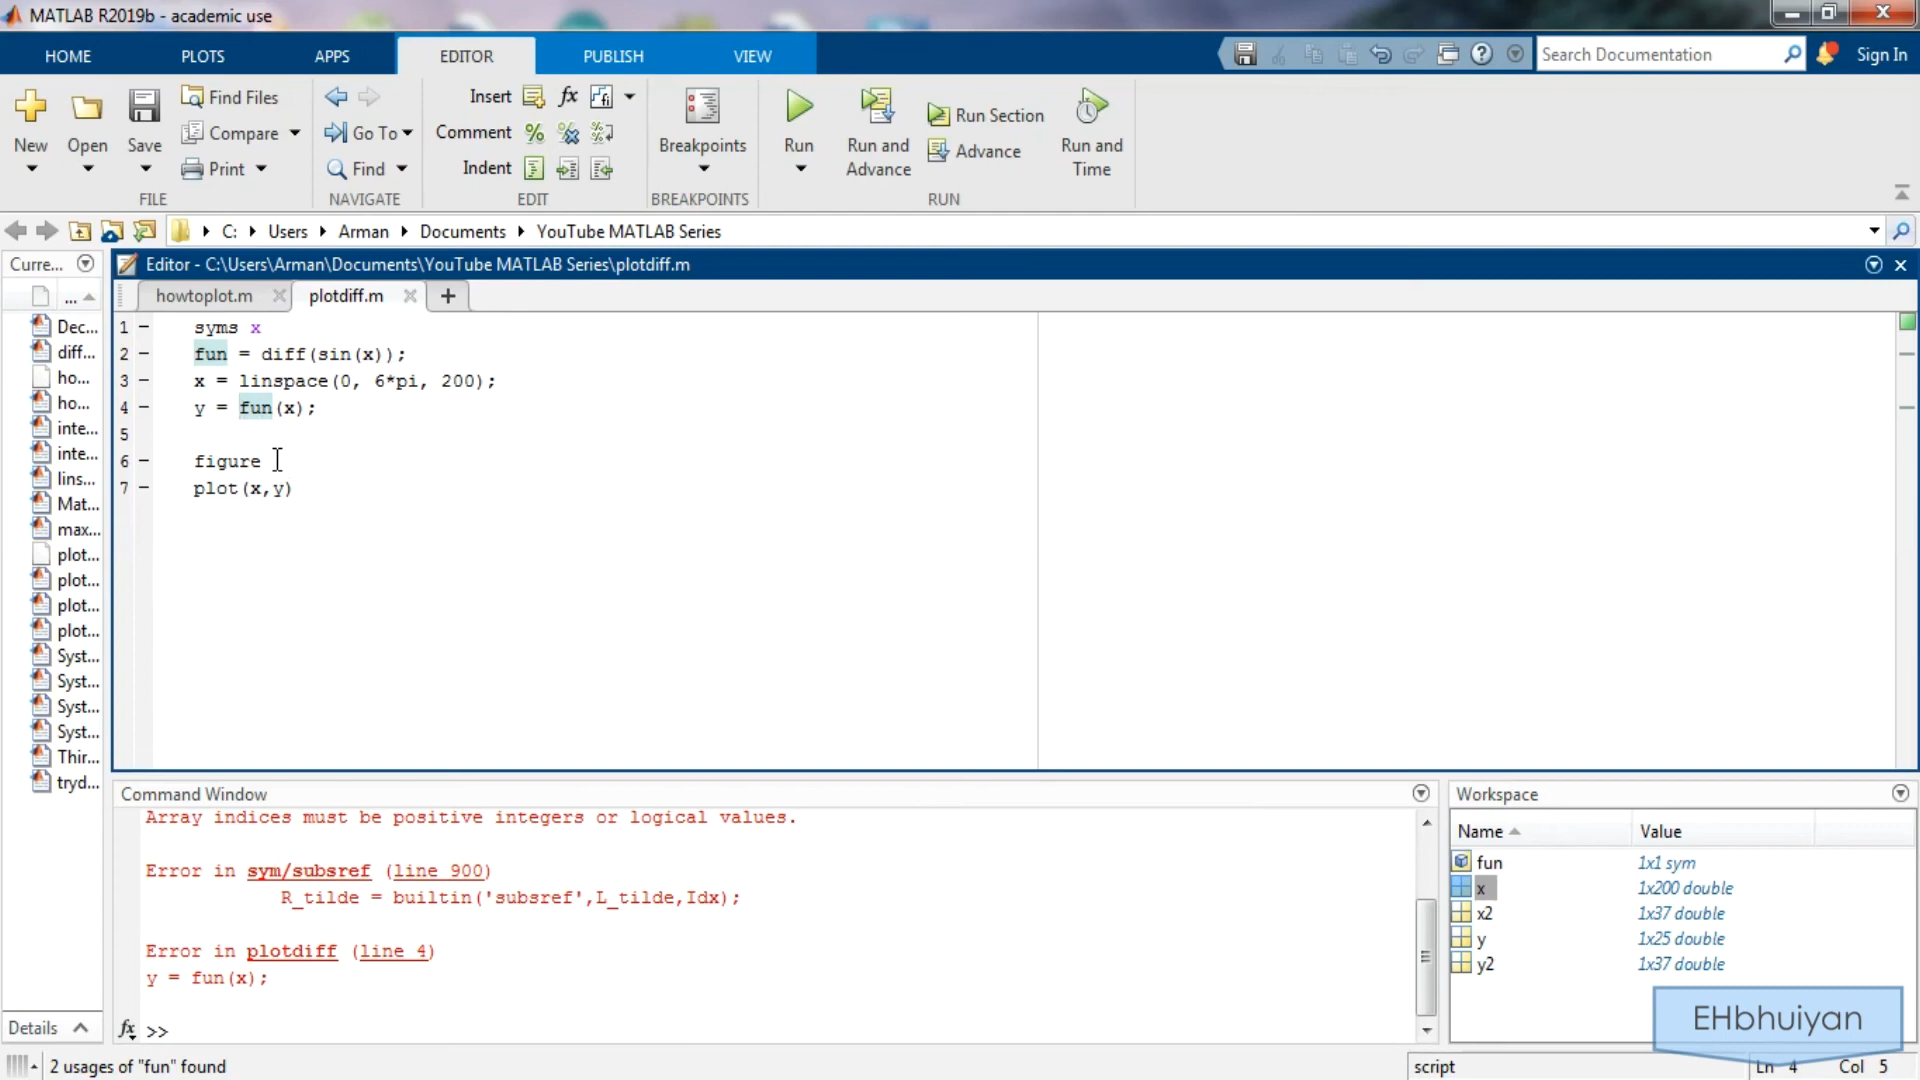 MATLAB R2019b - academic use
HOME PLOTS APPS EDITOR PUBLISH VIEW
Search Documentation
Sign In
New
Open
Save
Find Files
Compare
Print
FILE
Go To
Find
NAVIGATE
Insert fx
Comment
Indent
EDIT
Breakpoints
BREAKPOINTS
Run
Run and Advance
Run Section
Advance
Run and Time
RUN
C: Users Arman Documents YouTube MATLAB Series
Curre...
...
Dec...
diff...
ho...
ho...
inte...
inte...
lins...
Mat...
max...
plot...
plot...
plot...
plot...
Syst...
Syst...
Syst...
Syst...
Thir...
tryd...
Details
Editor - C:\Users\Arman\Documents\YouTube MATLAB Series\plotdiff.m
howtoplot.m plotdiff.m
1 – syms x
2 – fun = diff(sin(x));
3 – x = linspace(0, 6*pi, 200);
4 – y = fun(x);
5
6 – figure
7 – plot(x,y)
Command Window
Array indices must be positive integers or logical values.
Error in sym/subsref (line 900)
R_tilde = builtin('subsref',L_tilde,Idx);
Error in plotdiff (line 4)
y = fun(x);
fx >>
Workspace
Name Value
fun 1x1 sym
x 1x200 double
x2 1x37 double
y 1x25 double
y2 1x37 double
EHbhuiyan
2 usages of "fun" found
script
Ln 4 Col 5